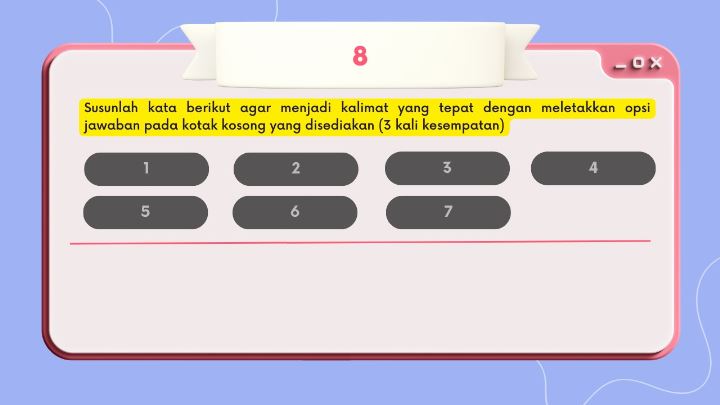 8
Susunlah kata berikut agar menjadi kalimat yang tepat dengan meletakkan opsi
jawaban pada kotak kosong yang disediakan (3 kali kesempatan)
1 2 3 4
5 6 7